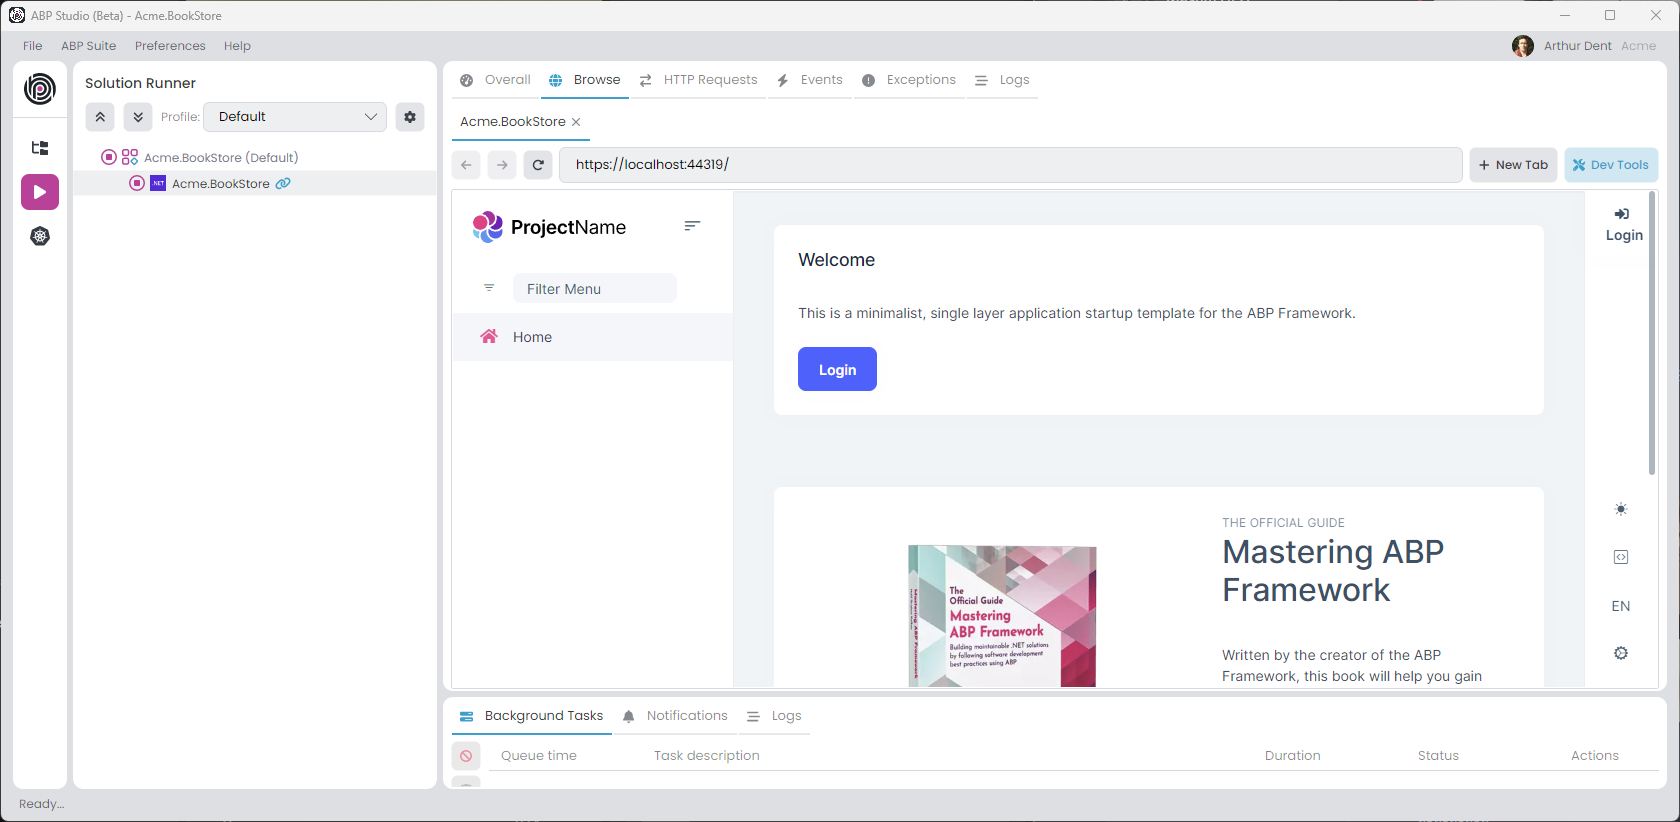 ABP Studio (Beta) - Acme.BookStore
File ABP Suite Preferences Help
Arthur Dent Acme
Solution Runner
Profile: Default
Acme.BookStore (Default)
.NET Acme.BookStore
Overall Browse HTTP Requests Events Exceptions Logs
Acme.BookStore
https://localhost:44319/
New Tab
Dev Tools
ProjectName
Filter Menu
Home
Welcome
This is a minimalist, single layer application startup template for the ABP Framework.
Login
Login
EN
The
Official Guide
Mastering
ABP Framework
Building maintainable .NET solutions
by following software development
best practices using ABP
Mastering ABP Framework
THE OFFICIAL GUIDE
Mastering ABP
Framework
Written by the creator of the ABP
Framework, this book will help you gain
Background Tasks Notifications Logs
Queue time Task description Duration Status Actions
Ready...